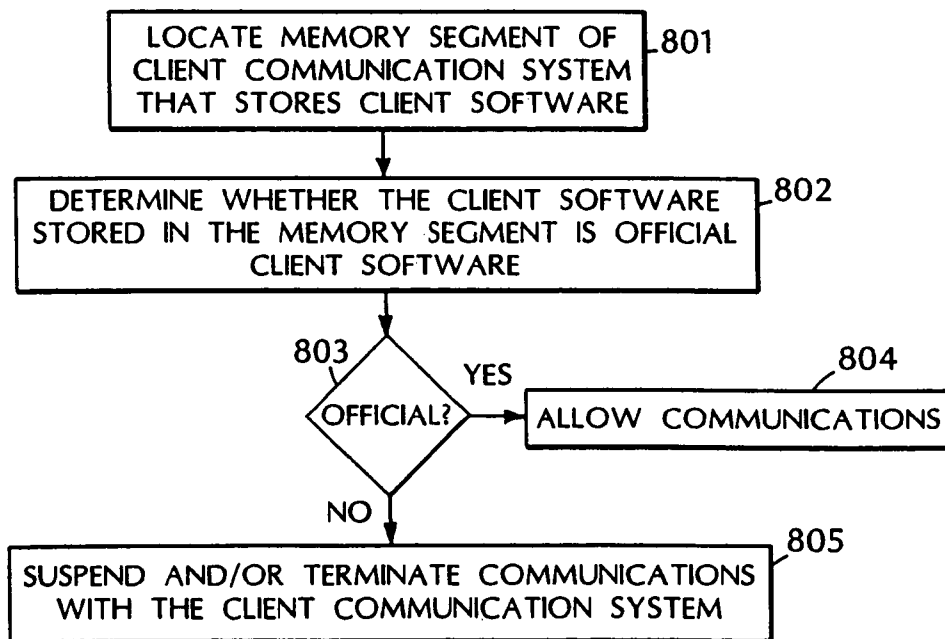 LOCATE MEMORY SEGMENT OF
CLIENT COMMUNICATION SYSTEM
THAT STORES CLIENT SOFTWARE
801
DETERMINE WHETHER THE CLIENT SOFTWARE
STORED IN THE MEMORY SEGMENT IS OFFICIAL
CLIENT SOFTWARE
802
803
OFFICIAL?
YES
804
ALLOW COMMUNICATIONS
NO
805
SUSPEND AND/OR TERMINATE COMMUNICATIONS
WITH THE CLIENT COMMUNICATION SYSTEM